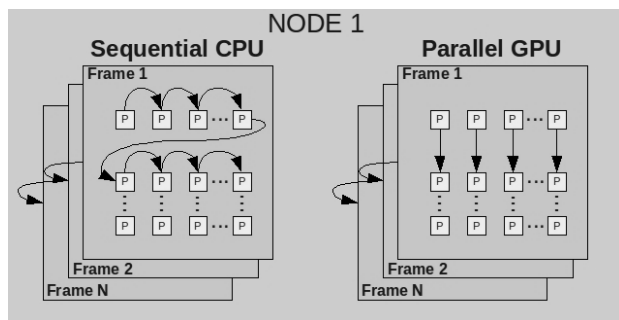 NODE 1
Sequential CPU Parallel GPU
Frame 1 Frame 1
P P P ... P P P P ... P
P P P ... P P P P ... P
P P P ... P P P P ... P
Frame 2 Frame 2
Frame N Frame N